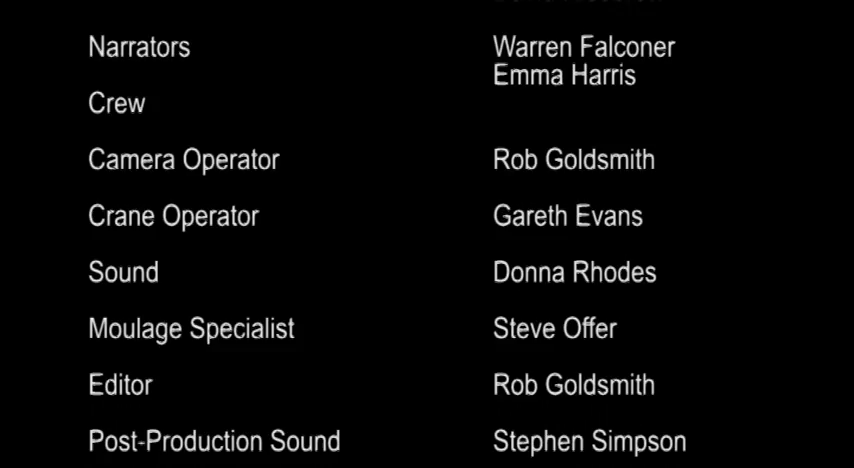 Narrators Warren Falconer
Emma Harris
Crew
Camera Operator Rob Goldsmith
Crane Operator Gareth Evans
Sound Donna Rhodes
Moulage Specialist Steve Offer
Editor Rob Goldsmith
Post-Production Sound Stephen Simpson